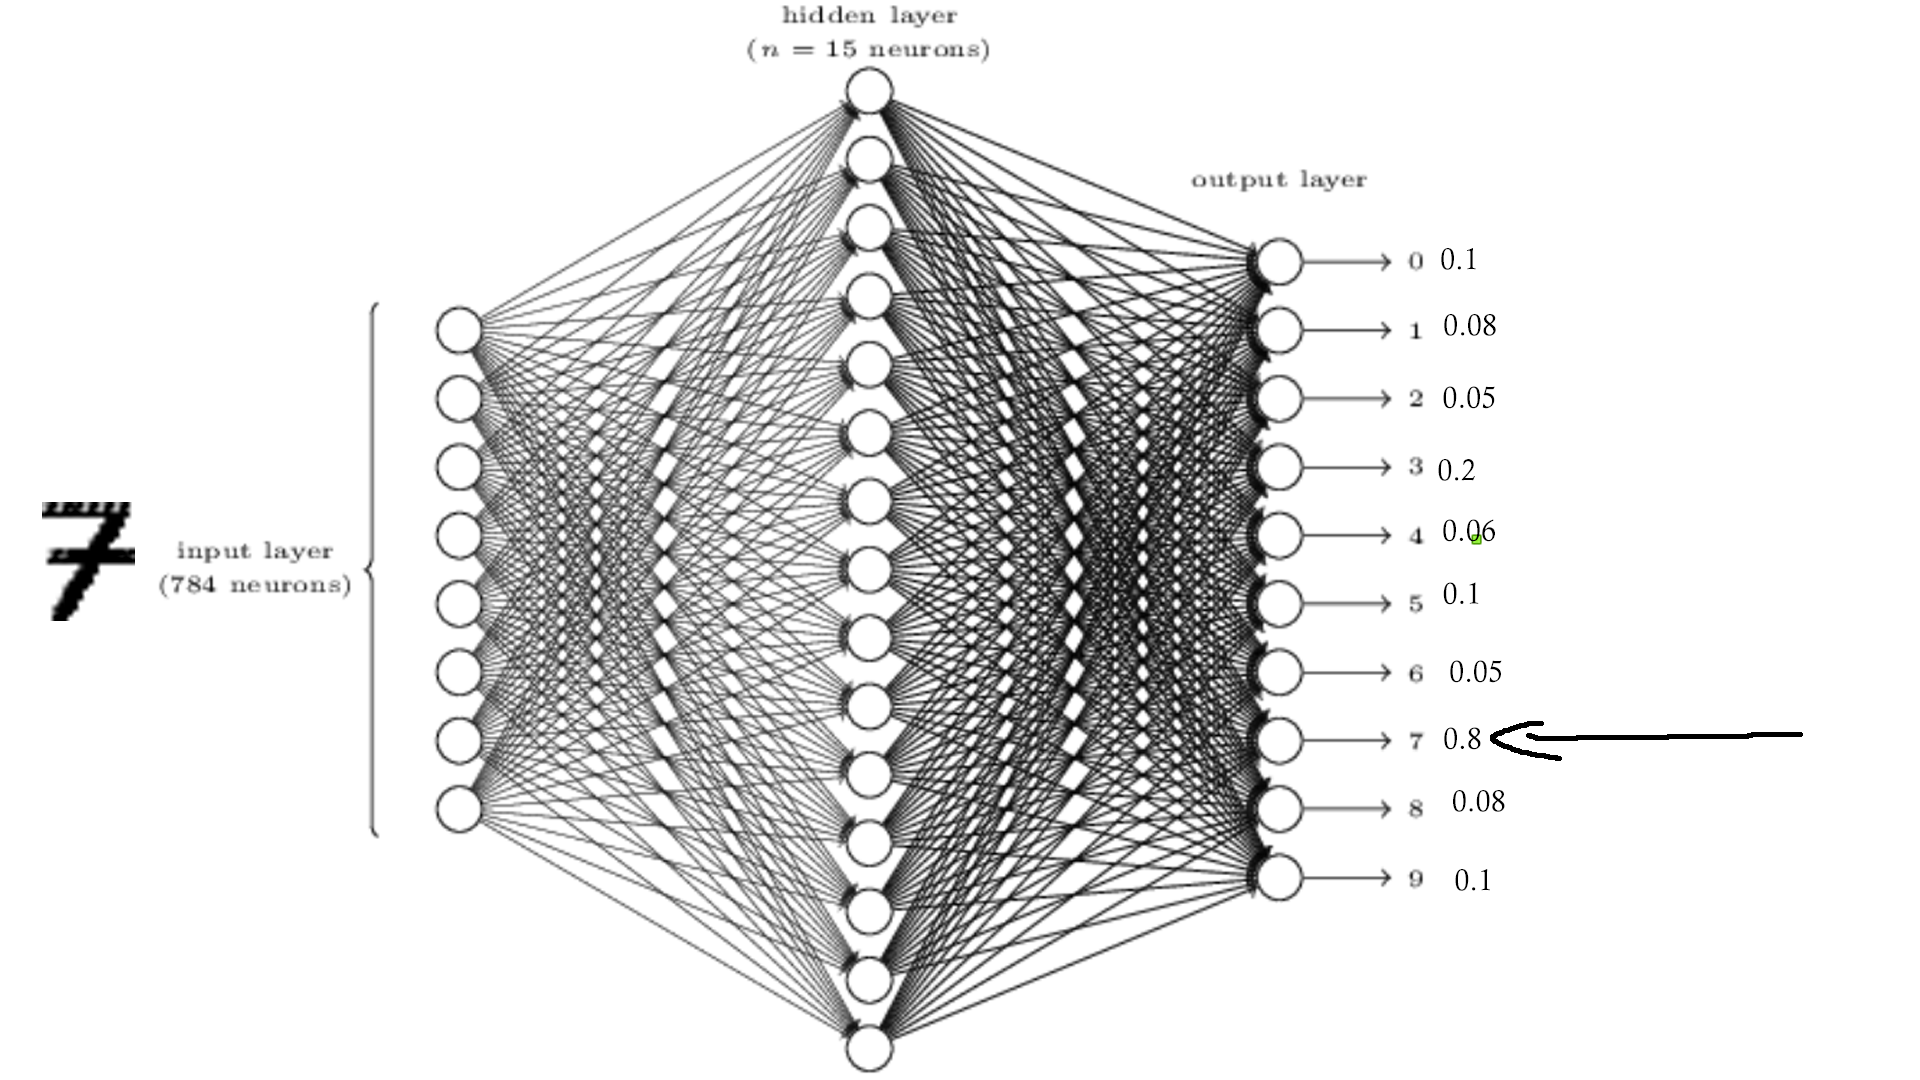 hidden layer
(n = 15 neurons)
output layer
0 0.1
1 0.08
2 0.05
3 0.2
4 0.06
5 0.1
6 0.05
7 0.8
8 0.08
9 0.1
7
input layer
(784 neurons)